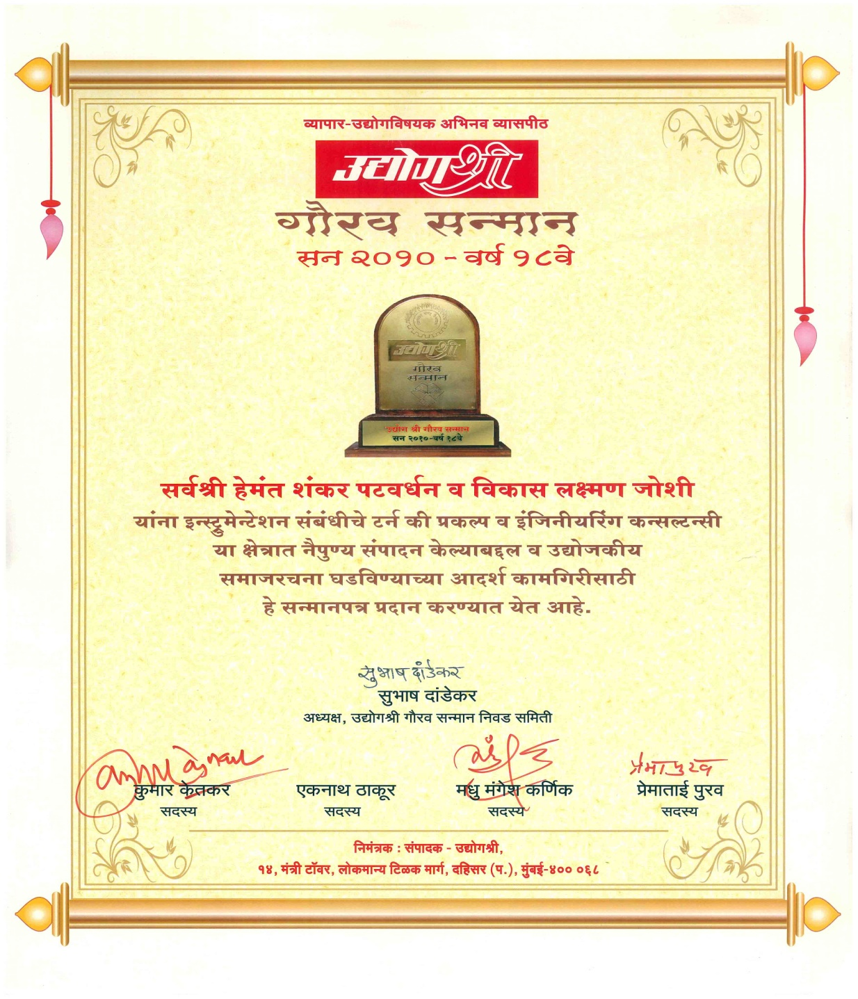 व्यापार-उद्योगविषयक अभिनव व्यासपीठ
उद्योगश्री
गौरव सन्मान
सन २०१० - वर्ष १८वे
उद्योगश्री
गौरव
सन्मान
उद्योग श्री गौरव सन्मान
सन २०१०-वर्ष १८वे
सर्वश्री हेमंत शंकर पटवर्धन व विकास लक्ष्मण जोशी
यांना इन्स्ट्रुमेन्टेशन संबंधीचे टर्न की प्रकल्प व इंजिनीयरिंग कन्सल्टन्सी
या क्षेत्रात नैपुण्य संपादन केल्याबद्दल व उद्योजकीय
समाजरचना घडविण्याच्या आदर्श कामगिरीसाठी
हे सन्मानपत्र प्रदान करण्यात येत आहे.
सुभाष दांडेकर
सुभाष दांडेकर
अध्यक्ष, उद्योगश्री गौरव सन्मान निवड समिती
प्रेमा पुरव
कुमार केतकर एकनाथ ठाकूर मधु मंगेश कर्णिक प्रेमाताई पुरव
सदस्य सदस्य सदस्य सदस्य
निमंत्रक : संपादक - उद्योगश्री,
१४, मंत्री टॉवर, लोकमान्य टिळक मार्ग, दहिसर (प.), मुंबई-४०० ०६८